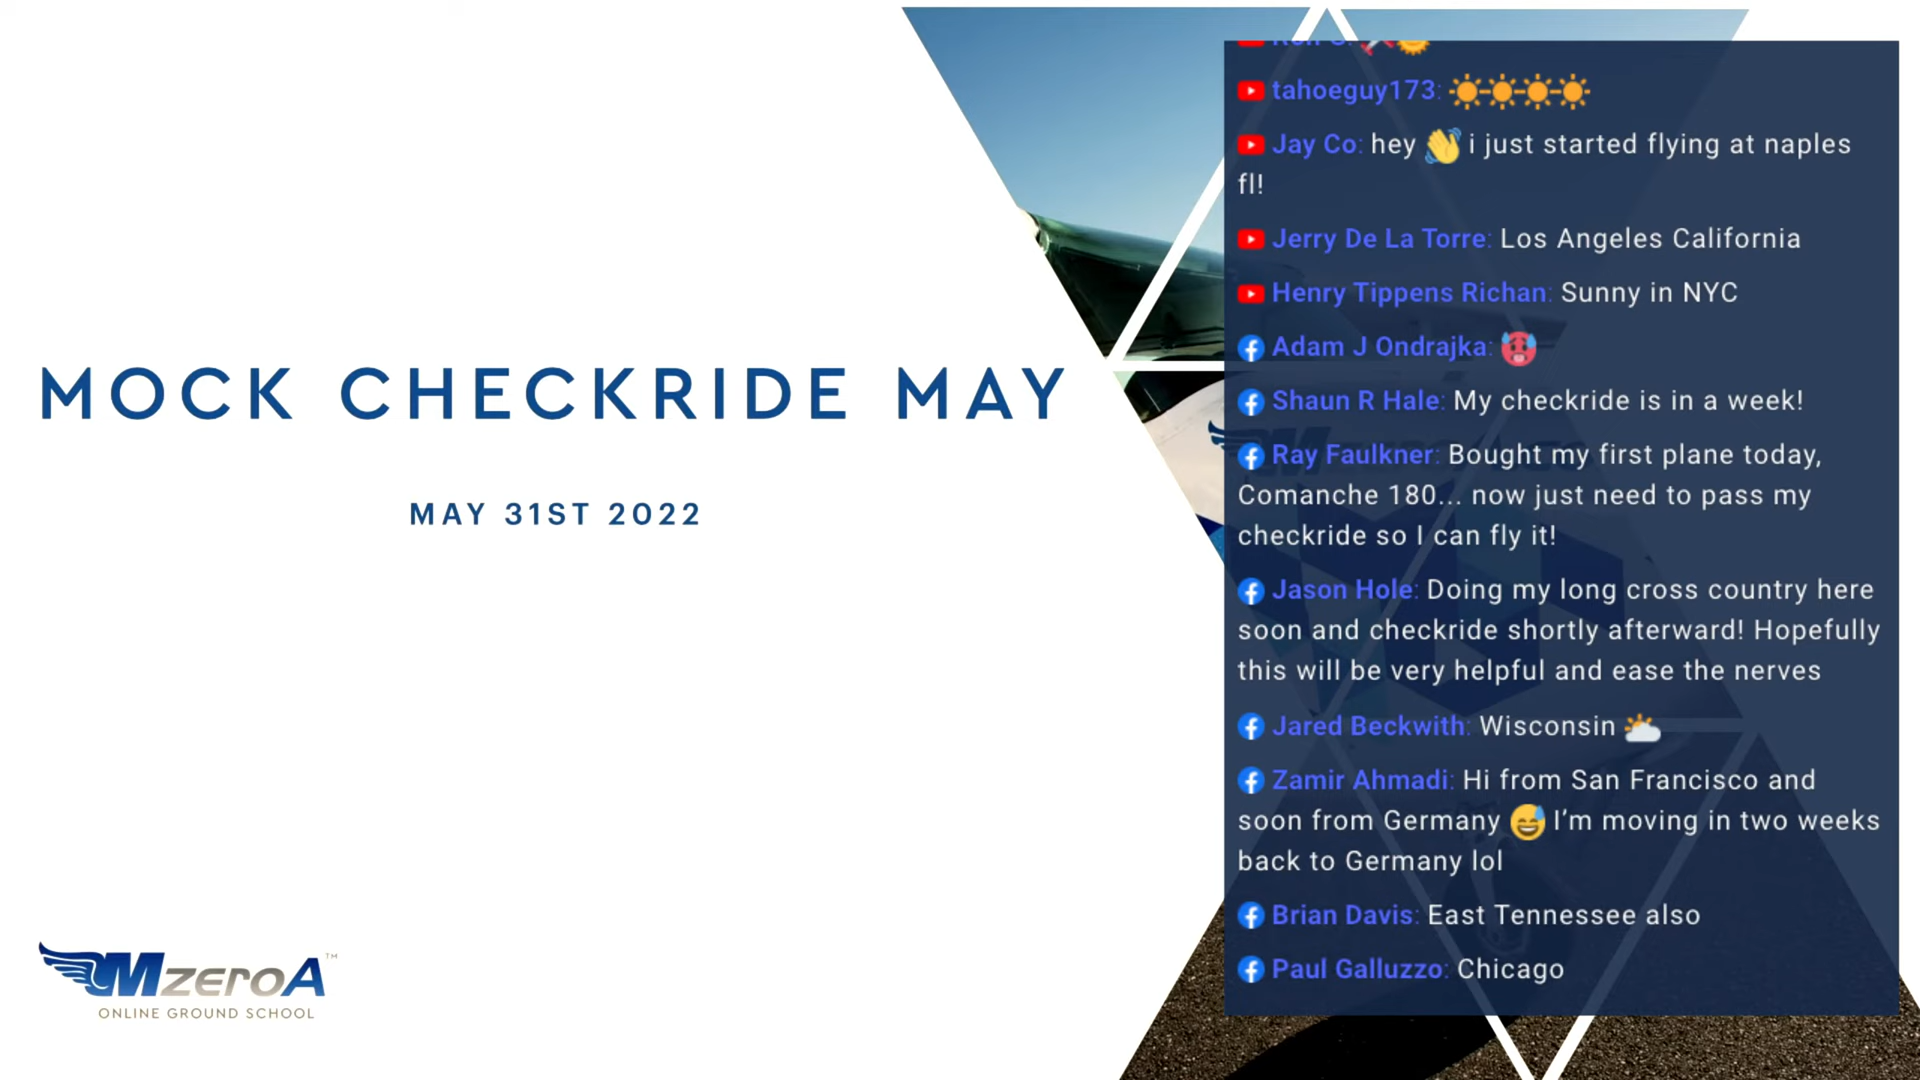 MOCK CHECKRIDE MAY
MAY 31ST 2022
MZEROA™
ONLINE GROUND SCHOOL
tahoeguy173: ☀️☀️☀️☀️
Jay Co: hey 👋 i just started flying at naples
fl!
Jerry De La Torre: Los Angeles California
Henry Tippens Richan: Sunny in NYC
Adam J Ondrajka: 🥵
Shaun R Hale: My checkride is in a week!
Ray Faulkner: Bought my first plane today,
Comanche 180... now just need to pass my
checkride so I can fly it!
Jason Hole: Doing my long cross country here
soon and checkride shortly afterward! Hopefully
this will be very helpful and ease the nerves
Jared Beckwith: Wisconsin 🌥️
Zamir Ahmadi: Hi from San Francisco and
soon from Germany 😅 I’m moving in two weeks
back to Germany lol
Brian Davis: East Tennessee also
Paul Galluzzo: Chicago